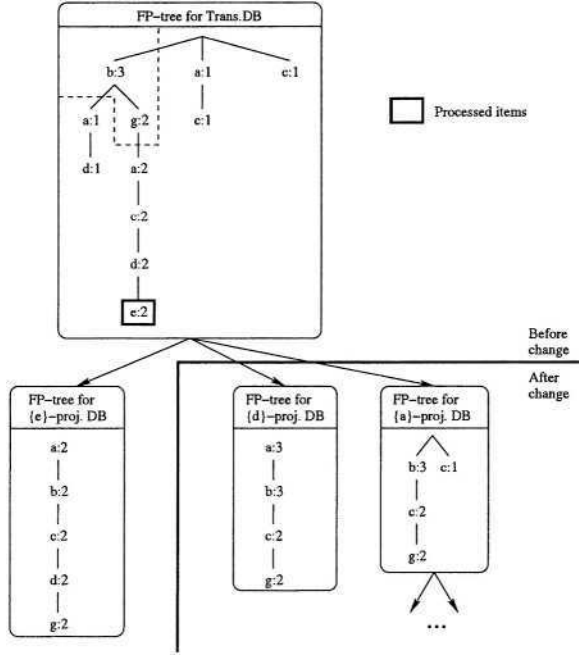 FP-tree for Trans.DB
b:3 a:1 c:1
a:1 g:2 c:1
d:1 a:2
c:2
d:2
e:2
Processed items
Before
change
After
change
FP-tree for
{e}-proj. DB
a:2
b:2
c:2
d:2
g:2
FP-tree for
{d}-proj. DB
a:3
b:3
c:2
g:2
FP-tree for
{a}-proj. DB
b:3 c:1
c:2
g:2
...